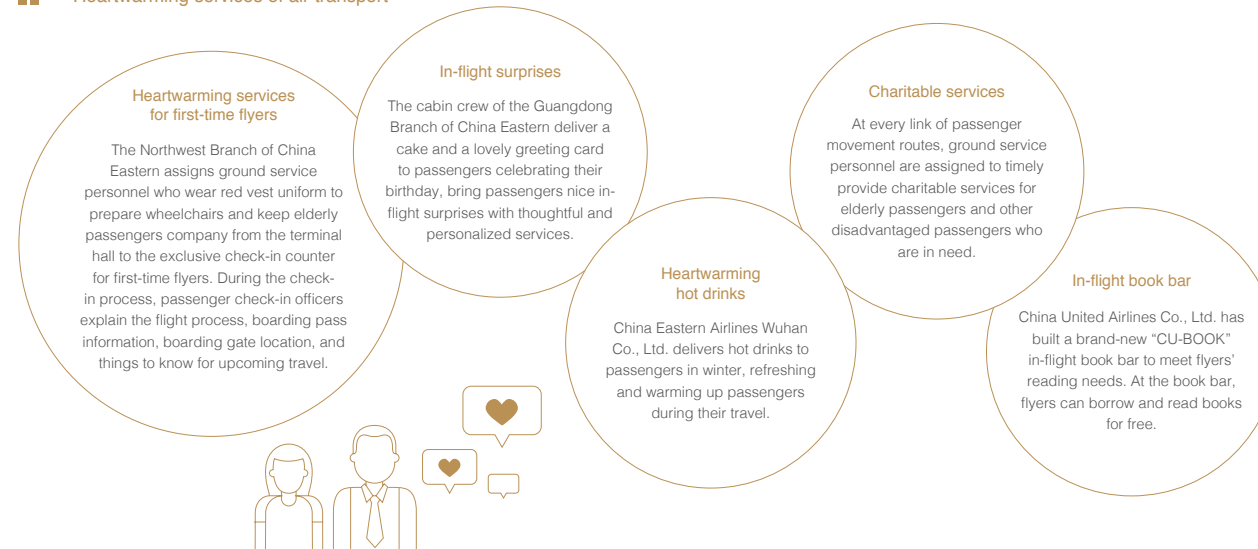 Heartwarming services of air transport
Heartwarming services
for first-time flyers
The Northwest Branch of China
Eastern assigns ground service
personnel who wear red vest uniform to
prepare wheelchairs and keep elderly
passengers company from the terminal
hall to the exclusive check-in counter
for first-time flyers. During the check-
in process, passenger check-in officers
explain the flight process, boarding pass
information, boarding gate location, and
things to know for upcoming travel.
In-flight surprises
The cabin crew of the Guangdong
Branch of China Eastern deliver a
cake and a lovely greeting card
to passengers celebrating their
birthday, bring passengers nice in-
flight surprises with thoughtful and
personalized services.
Heartwarming
hot drinks
China Eastern Airlines Wuhan
Co., Ltd. delivers hot drinks to
passengers in winter, refreshing
and warming up passengers
during their travel.
Charitable services
At every link of passenger
movement routes, ground service
personnel are assigned to timely
provide charitable services for
elderly passengers and other
disadvantaged passengers who
are in need.
In-flight book bar
China United Airlines Co., Ltd. has
built a brand-new “CU-BOOK”
in-flight book bar to meet flyers’
reading needs. At the book bar,
flyers can borrow and read books
for free.